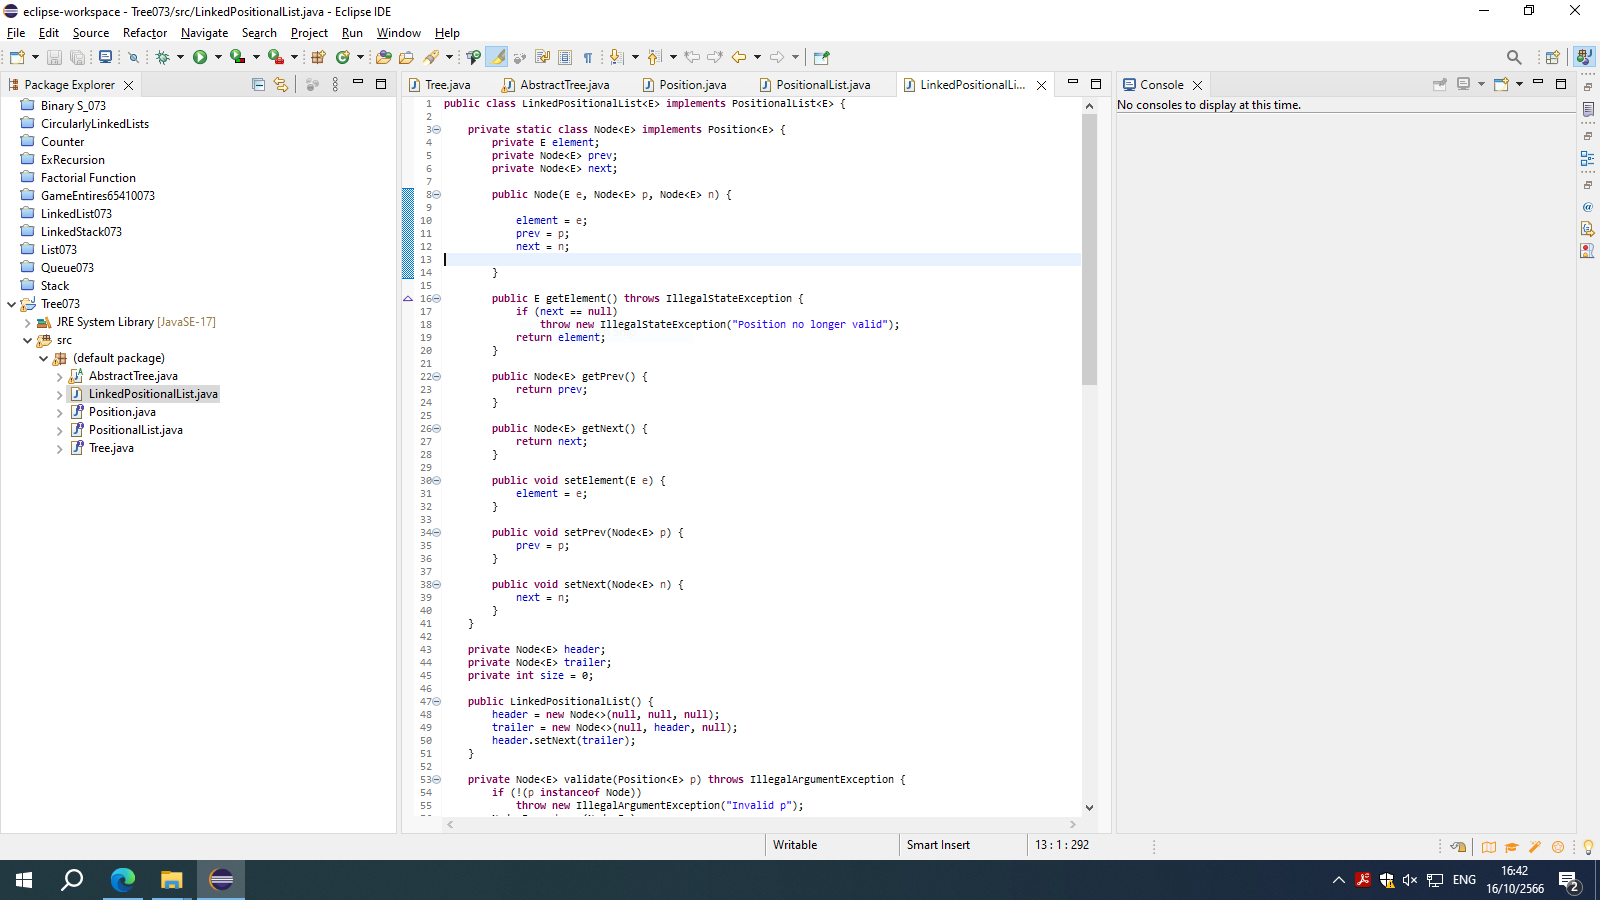 eclipse-workspace - Tree073/src/LinkedPositionalList.java - Eclipse IDE
File Edit Source Refactor Navigate Search Project Run Window Help
Package Explorer
Binary S_073
CircularlyLinkedLists
Counter
ExRecursion
Factorial Function
GameEntires65410073
LinkedList073
LinkedStack073
List073
Queue073
Stack
Tree073
JRE System Library [JavaSE-17]
src
(default package)
AbstractTree.java
LinkedPositionalList.java
Position.java
PositionalList.java
Tree.java
Tree.java AbstractTree.java Position.java PositionalList.java LinkedPositionalLi...
1 public class LinkedPositionalList<E> implements PositionalList<E> {
2
3 private static class Node<E> implements Position<E> {
4 private E element;
5 private Node<E> prev;
6 private Node<E> next;
7
8 public Node(E e, Node<E> p, Node<E> n) {
9
10 element = e;
11 prev = p;
12 next = n;
13
14 }
15
16 public E getElement() throws IllegalStateException {
17 if (next == null)
18 throw new IllegalStateException("Position no longer valid");
19 return element;
20 }
21
22 public Node<E> getPrev() {
23 return prev;
24 }
25
26 public Node<E> getNext() {
27 return next;
28 }
29
30 public void setElement(E e) {
31 element = e;
32 }
33
34 public void setPrev(Node<E> p) {
35 prev = p;
36 }
37
38 public void setNext(Node<E> n) {
39 next = n;
40 }
41 }
42
43 private Node<E> header;
44 private Node<E> trailer;
45 private int size = 0;
46
47 public LinkedPositionalList() {
48 header = new Node<>(null, null, null);
49 trailer = new Node<>(null, header, null);
50 header.setNext(trailer);
51 }
52
53 private Node<E> validate(Position<E> p) throws IllegalArgumentException {
54 if (!(p instanceof Node))
55 throw new IllegalArgumentException("Invalid p");
Console
No consoles to display at this time.
Writable Smart Insert 13 : 1 : 292
ENG
16:42
16/10/2566
2